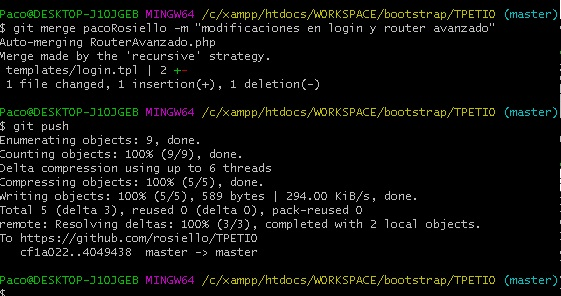 Paco@DESKTOP-J1OJGEB MINGW64 /c/xampp/htdocs/WORKSPACE/bootstrap/TPETIO (master)
$ git merge pacoRosiello -m "modificaciones en login y router avanzado"
Auto-merging RouterAvanzado.php
Merge made by the 'recursive' strategy.
templates/login.tpl | 2 +-
1 file changed, 1 insertion(+), 1 deletion(-)
Paco@DESKTOP-J1OJGEB MINGW64 /c/xampp/htdocs/WORKSPACE/bootstrap/TPETIO (master)
$ git push
Enumerating objects: 9, done.
Counting objects: 100% (9/9), done.
Delta compression using up to 6 threads
Compressing objects: 100% (5/5), done.
Writing objects: 100% (5/5), 589 bytes | 294.00 KiB/s, done.
Total 5 (delta 3), reused 0 (delta 0), pack-reused 0
remote: Resolving deltas: 100% (3/3), completed with 2 local objects.
To https://github.com/rosiello/TPETIO
cf1a022..4049438 master -> master
Paco@DESKTOP-J1OJGEB MINGW64 /c/xampp/htdocs/WORKSPACE/bootstrap/TPETIO (master)
$